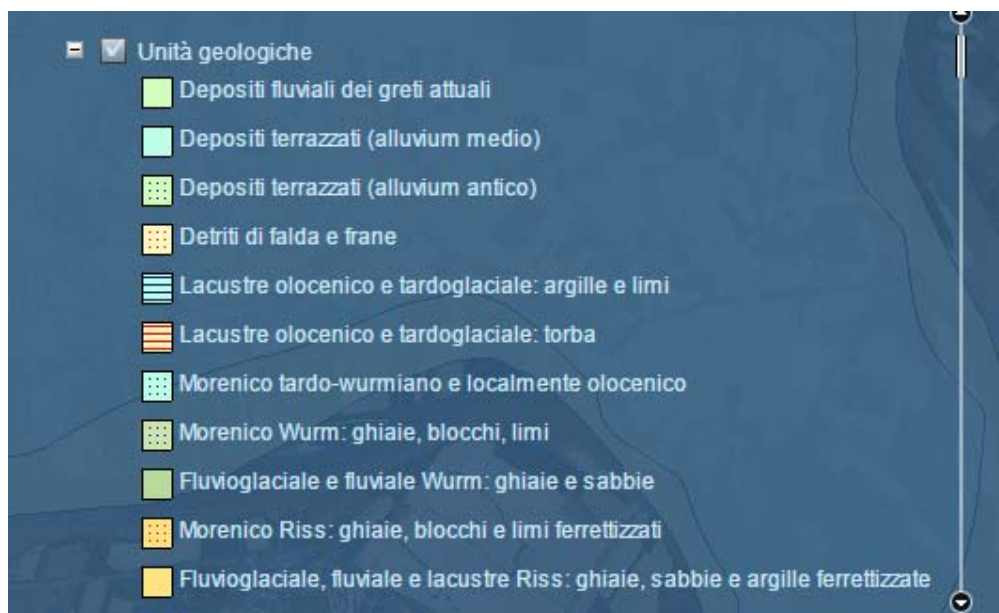 Unità geologiche
Depositi fluviali dei greti attuali
Depositi terrazzati (alluvium medio)
Depositi terrazzati (alluvium antico)
Detriti di falda e frane
Lacustre olocenico e tardoglaciale: argille e limi
Lacustre olocenico e tardoglaciale: torba
Morenico tardo-wurmiano e localmente olocenico
Morenico Wurm: ghiaie, blocchi, limi
Fluvioglaciale e fluviale Wurm: ghiaie e sabbie
Morenico Riss: ghiaie, blocchi e limi ferrettizzati
Fluvioglaciale, fluviale e lacustre Riss: ghiaie, sabbie e argille ferrettizzate